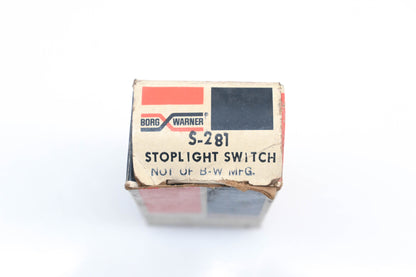 BORG WARNER®
S-281
STOPLIGHT SWITCH
NOT OF B-W MFG.